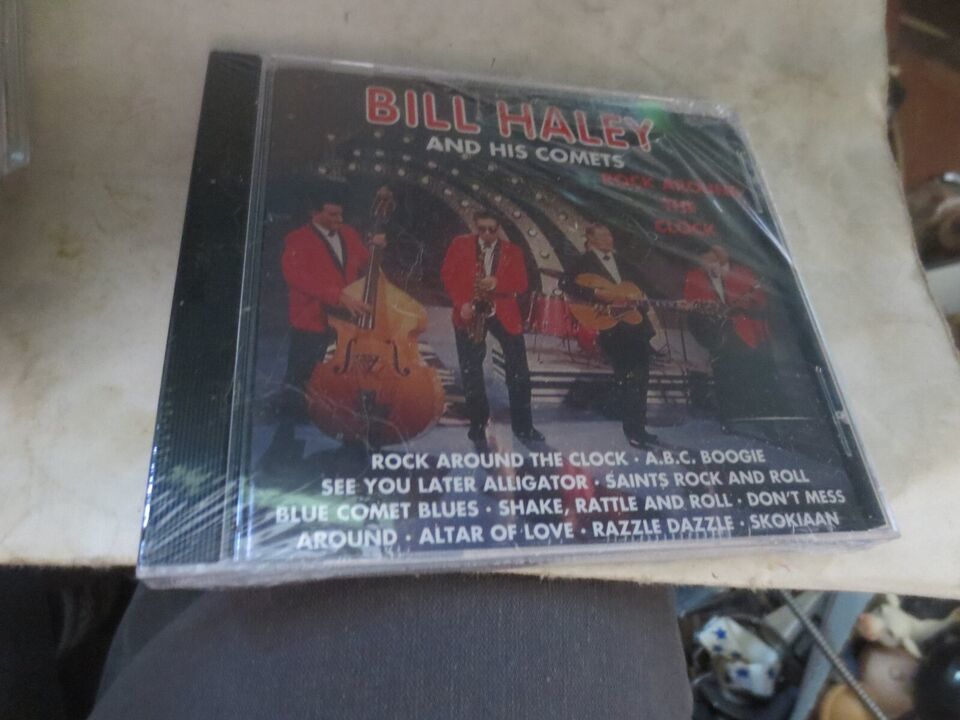 BILL HALEY
AND HIS COMETS
ROCK AROUND
THE
CLOCK
ROCK AROUND THE CLOCK · A.B.C. BOOGIE
SEE YOU LATER ALLIGATOR · SAINTS ROCK AND ROLL
BLUE COMET BLUES · SHAKE, RATTLE AND ROLL · DON'T MESS
AROUND · ALTAR OF LOVE · RAZZLE DAZZLE · SKOKIAAN